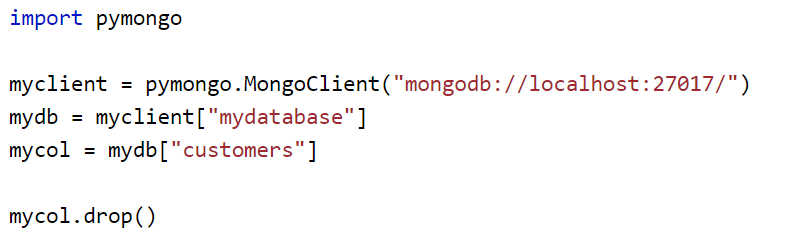 import pymongo
myclient = pymongo.MongoClient("mongodb://localhost:27017/")
mydb = myclient["mydatabase"]
mycol = mydb["customers"]
mycol.drop()